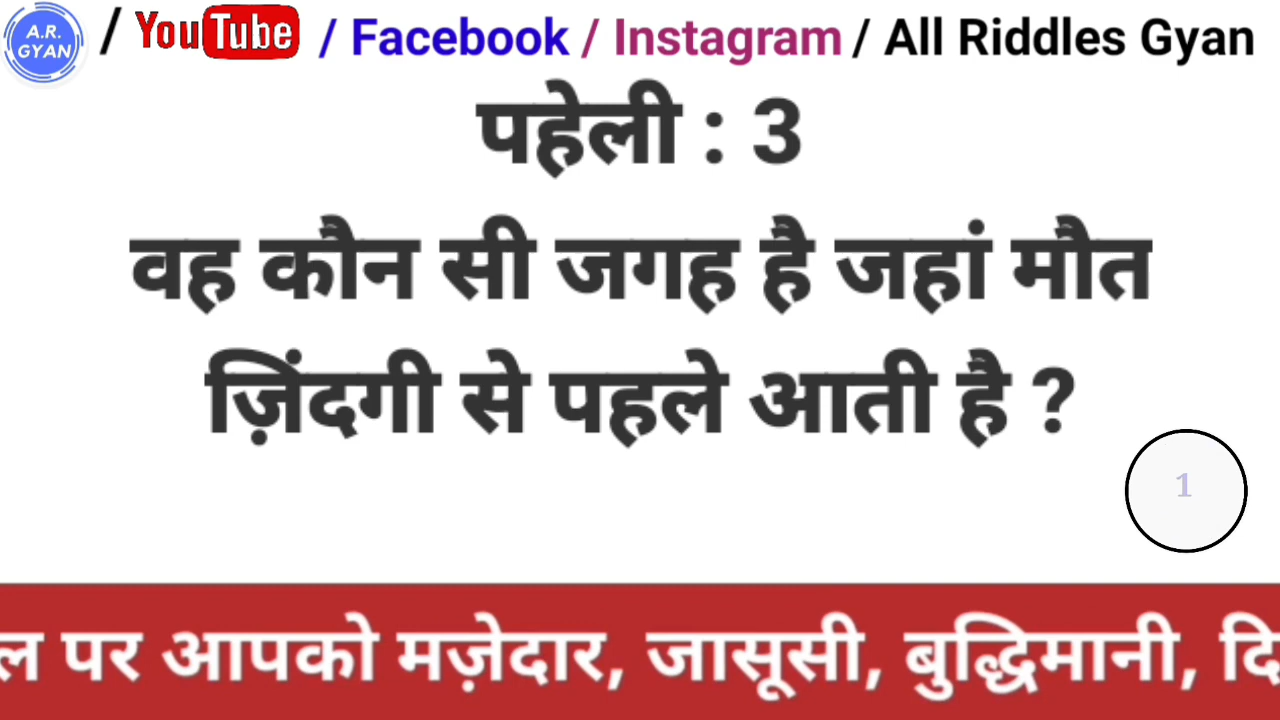 A.R. GYAN / YouTube / Facebook / Instagram / All Riddles Gyan
पहेली : 3
वह कौन सी जगह है जहां मौत
ज़िंदगी से पहले आती है ?
1
ल पर आपको मज़ेदार, जासूसी, बुद्धिमानी, दि